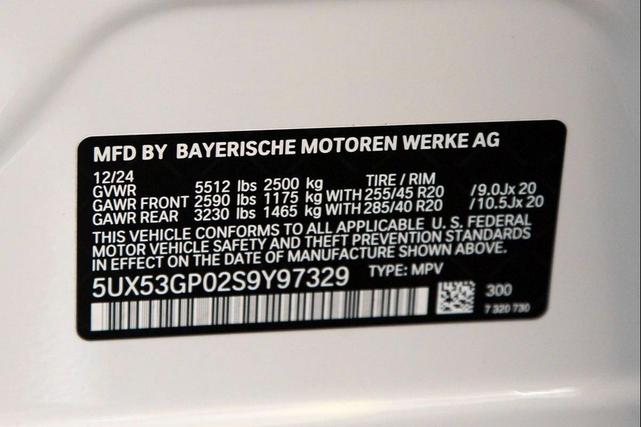 MFD BY BAYERISCHE MOTOREN WERKE AG
12/24 TIRE / RIM
GVWR 5512 lbs 2500 kg
GAWR FRONT 2590 lbs 1175 kg WITH 255/45 R20 /9.0Jx 20
GAWR REAR 3230 lbs 1465 kg WITH 285/40 R20 /10.5Jx 20
THIS VEHICLE CONFORMS TO ALL APPLICABLE U. S. FEDERAL
MOTOR VEHICLE SAFETY AND THEFT PREVENTION STANDARDS
IN EFFECT ON THE DATE OF MANUFACTURE SHOWN ABOVE.
5UX53GP02S9Y97329 TYPE: MPV
300
7 320 730